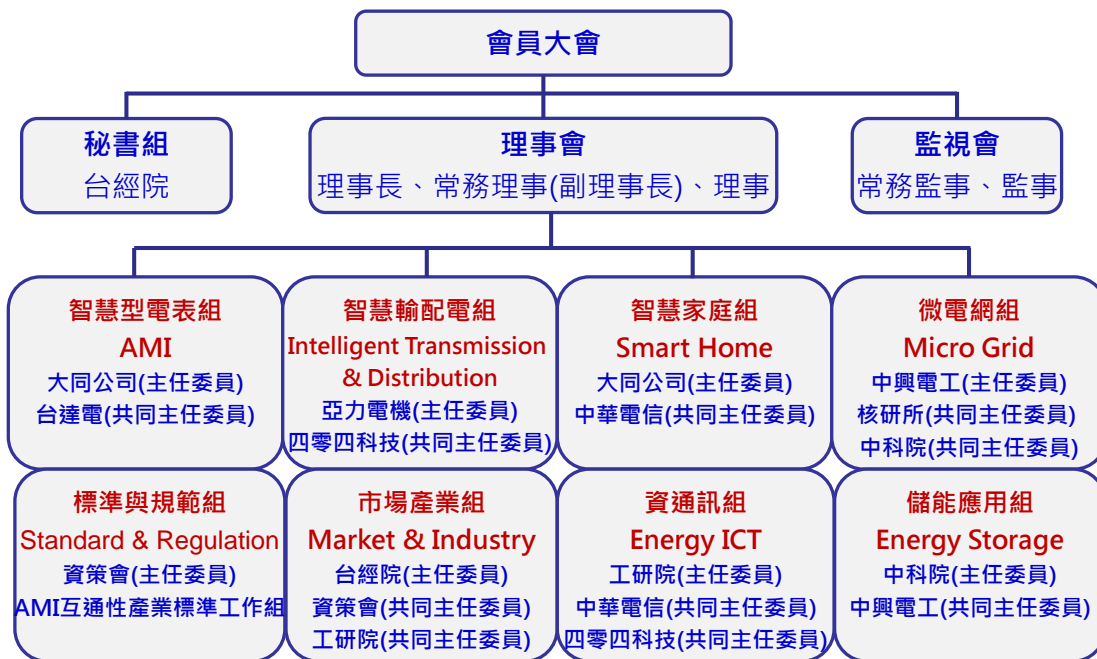 會員大會
秘書組
台經院
理事會
理事長、常務理事(副理事長)、理事
監視會
常務監事、監事
智慧型電表組
AMI
大同公司(主任委員)
台達電(共同主任委員)
智慧輸配電組
Intelligent Transmission
& Distribution
亞力電機(主任委員)
四零四科技(共同主任委員)
智慧家庭組
Smart Home
大同公司(主任委員)
中華電信(共同主任委員)
微電網組
Micro Grid
中興電工(主任委員)
核研所(共同主任委員)
中科院(共同主任委員)
標準與規範組
Standard & Regulation
資策會(主任委員)
AMI互通性產業標準工作組
市場產業組
Market & Industry
台經院(主任委員)
資策會(共同主任委員)
工研院(共同主任委員)
資通訊組
Energy ICT
工研院(主任委員)
中華電信(共同主任委員)
四零四科技(共同主任委員)
儲能應用組
Energy Storage
中科院(主任委員)
中興電工(共同主任委員)